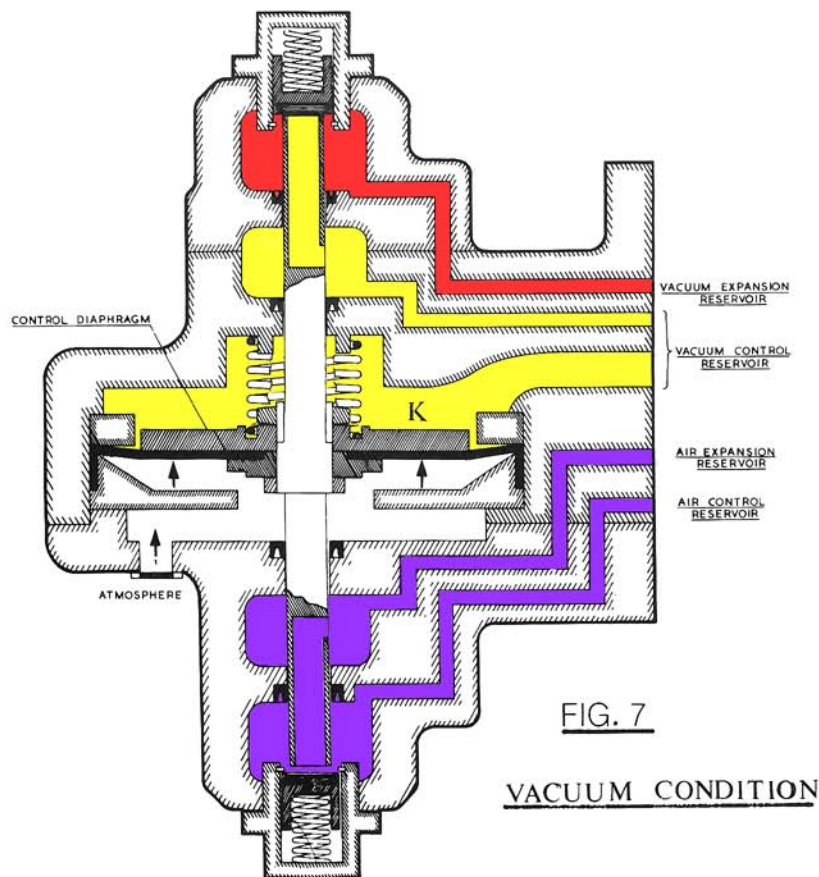 VACUUM EXPANSION
RESERVOIR
CONTROL DIAPHRAGM
VACUUM CONTROL
RESERVOIR
K
AIR EXPANSION
RESERVOIR
AIR CONTROL
RESERVOIR
ATMOSPHERE
FIG. 7
VACUUM CONDITION